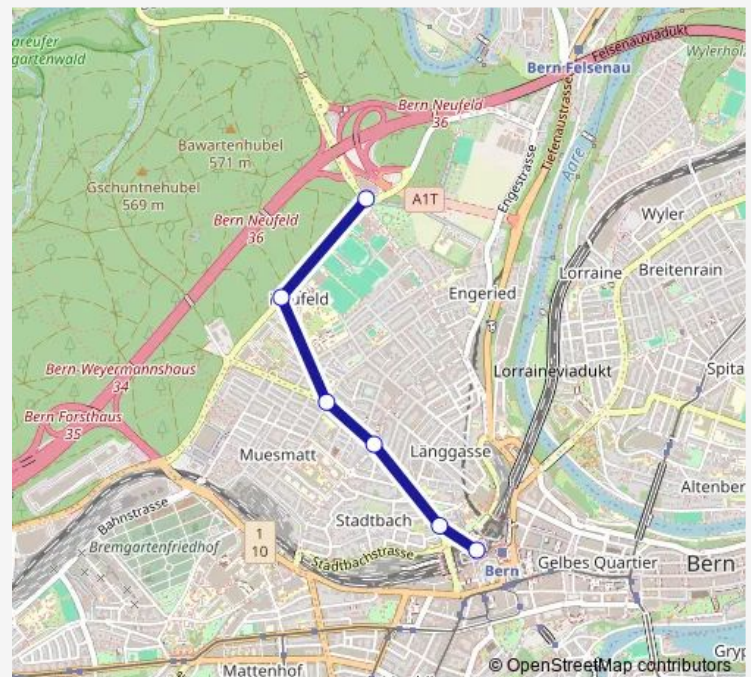 areufer
gartenwald
Felsenauviadukt
Wylerholz
Bern Felsenau
Bern Neufeld
36
Bawartenhubel
571 m
Tiefenaustrasse
Aare
Gschuntnehubel
569 m
Engestrasse
A1T
Bern Neufeld
36
Wyler
Lorraine
Breitenrain
Engeried
ufeld
Bern-Weyermannshaus
34
Lorraineviadukt
Spita
Bern Forsthaus
35
Muesmatt
Länggasse
Altenber
Bahnstrasse
Stadtbach
1
10
Bremgartenfriedhof
Stadtbachstrasse
Gelbes Quartier
Bern
Bern
Gryp
Mattenhof
© OpenStreetMap contributors